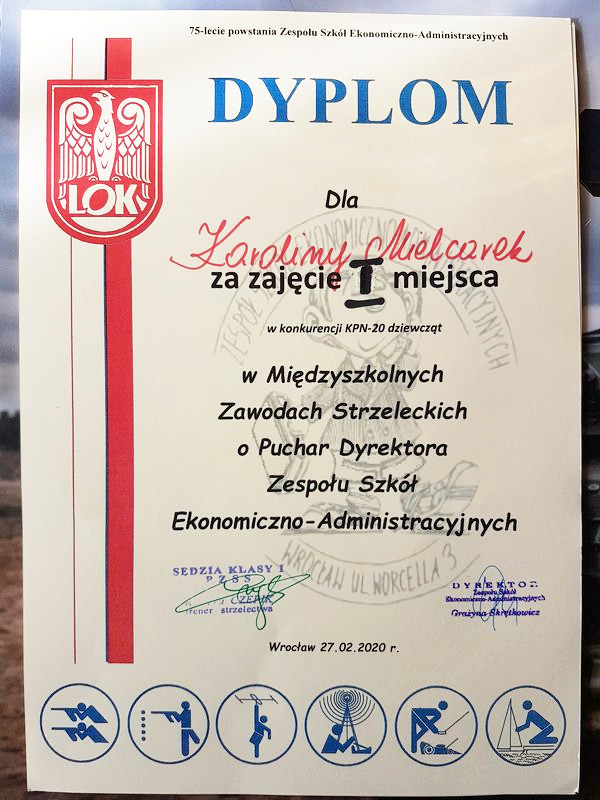 75-lecie powstania Zespołu Szkół Ekonomiczno-Administracyjnych
DYPLOM
LOK
Dla
Karoliny Mielcarek
za zajęcie I miejsca
w konkurencji KPN-20 dziewcząt
w Międzyszkolnych
Zawodach Strzeleckich
o Puchar Dyrektora
Zespołu Szkół
Ekonomiczno-Administracyjnych
WROCŁAW UL WORCELLA 3
SĘDZIA KLASY I
PZSS
trener strzelectwa
DYREKTOR
Zespołu Szkół
Ekonomiczno-Administracyjnych
Grażyna Skrętkowicz
Wrocław 27.02.2020 r.